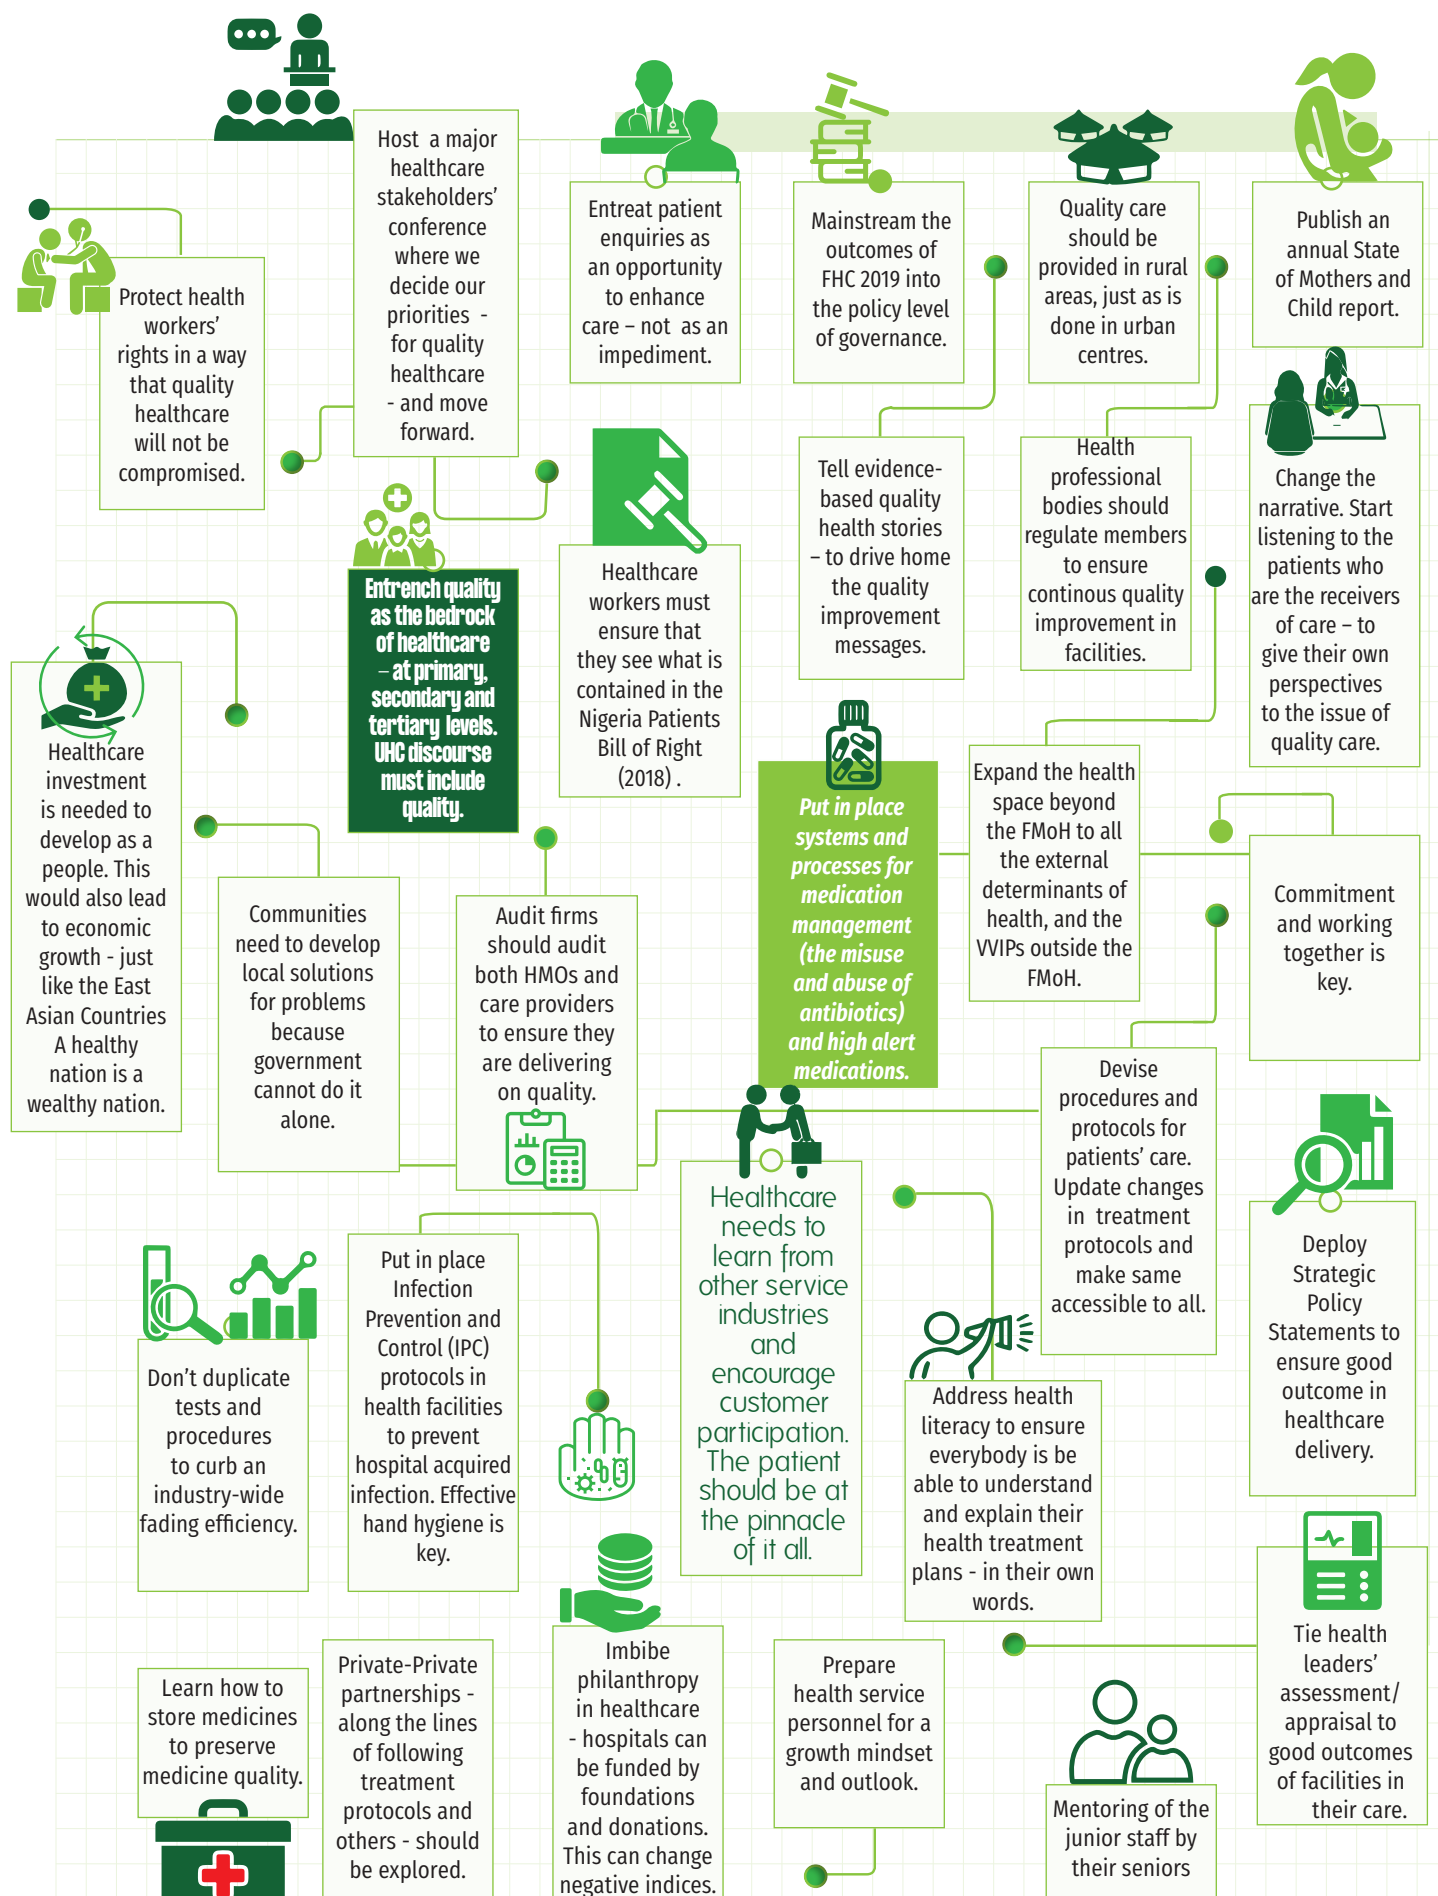 Host  a major
healthcare
stakeholders’
conference
where we
decide our
priorities  -
for quality
healthcare
- and move
forward.
Entreat patient
enquiries as
an opportunity
to enhance
care – not  as an
impediment.
Mainstream the
outcomes of
FHC 2019 into
the policy level
of governance.
Quality care
should be
provided in rural
areas, just as is
done in urban
centres.
Publish an
annual State
of Mothers and
Child report.
Protect health
workers’
rights in a way
that quality
healthcare
will not be
compromised.
Entrench quality
as the bedrock
of healthcare
– at primary,
secondary and
tertiary  levels.
UHC discourse
must include
quality.
Healthcare
workers must
ensure that
they see what is
contained in the
Nigeria Patients
Bill of Right
(2018) .
Tell evidence-
based quality
health stories
– to drive home
the quality
improvement
messages.
Health
professional
bodies should
regulate members
to ensure
continous quality
improvement in
facilities.
Change the
narrative. Start
listening to the
patients who
are the receivers
of care – to
give their own
perspectives
to the issue of
quality care.
Healthcare
investment
is needed to
develop as a
people. This
would also lead
to economic
growth - just
like the East
Asian Countries
A healthy
nation is a
wealthy nation.
Communities
need to develop
local solutions
for problems
because
government
cannot do it
alone.
Audit firms
should audit
both HMOs and
care providers
to ensure they
are delivering
on quality.
Put in place
systems and
processes for
medication
management
(the misuse
and abuse of
antibiotics)
and high alert
medications.
Expand the health
space beyond
the FMoH to all
the external
determinants of
health, and the
VVIPs outside the
FMoH.
Commitment
and working
together is
key.
Devise
procedures and
protocols for
patients’ care.
Update changes
in  treatment
protocols and
make same
accessible to all.
Deploy
Strategic
Policy
Statements to
ensure good
outcome in
healthcare
delivery.
Don’t duplicate
tests and
procedures
to curb an
industry-wide
fading efficiency.
Put in place
Infection
Prevention and
Control (IPC)
protocols in
health facilities
to prevent
hospital acquired
infection. Effective
hand hygiene is
key.
Healthcare
needs to
learn from
other service
industries
and
encourage
customer
participation.
The patient
should be at
the pinnacle
of it all.
Address health
literacy to ensure
everybody is be
able to understand
and explain their
health treatment
plans - in their own
words.
Tie health
leaders’
assessment/
appraisal to
good outcomes
of facilities in
their care.
Learn how to
store medicines
to preserve
medicine quality.
Private-Private
partnerships -
along the lines
of following
treatment
protocols and
others - should
be explored.
Imbibe
philanthropy
in healthcare
- hospitals can
be funded by
foundations
and donations.
This can change
negative indices.
Prepare
health service
personnel for a
growth mindset
and outlook.
Mentoring of the
junior staff by
their seniors